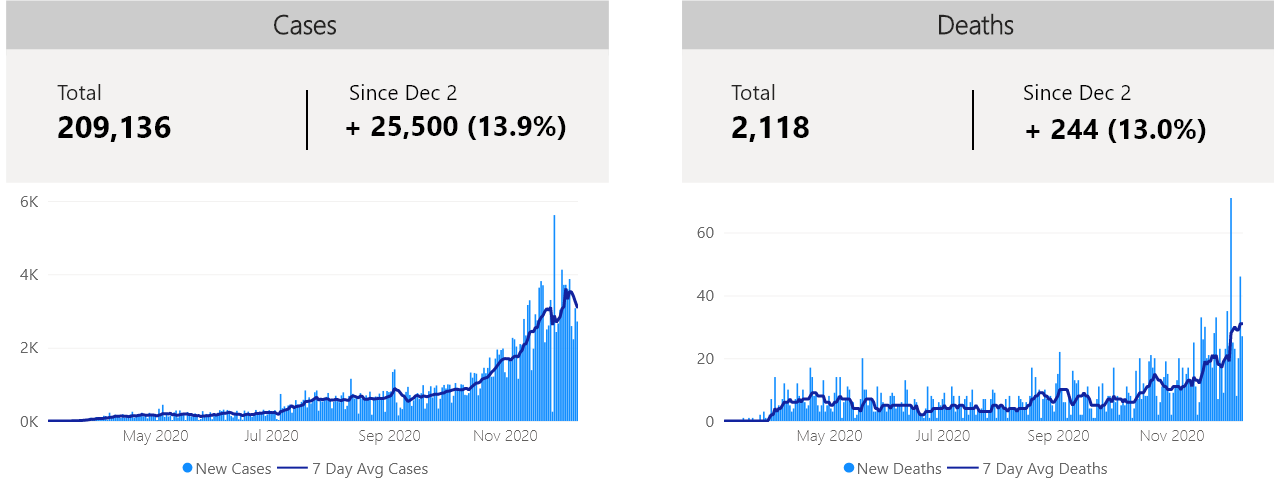 Cases
Total
209,136
Since Dec 2
+ 25,500 (13.9%)
6K
4K
2K
0K
May 2020
Jul 2020
Sep 2020
Nov 2020
New Cases
7 Day Avg Cases
Deaths
Total
2,118
Since Dec 2
+ 244 (13.0%)
60
40
20
0
May 2020
Jul 2020
Sep 2020
Nov 2020
New Deaths
7 Day Avg Deaths